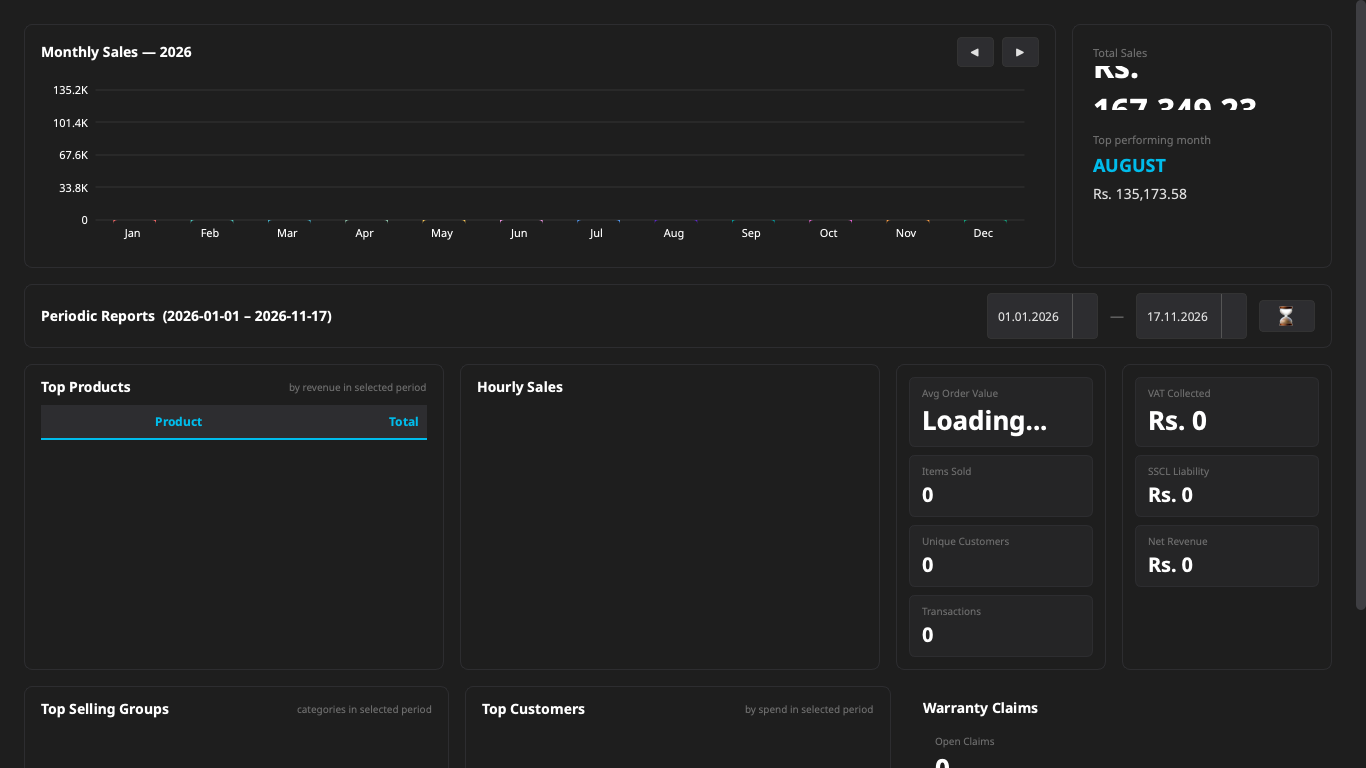 Monthly Sales — 2026
◄
►
135.2K
101.4K
67.6K
33.8K
0
Jan
Feb
Mar
Apr
May
Jun
Jul
Aug
Sep
Oct
Nov
Dec
Total Sales
Rs.
167,349.23
Top performing month
AUGUST
Rs. 135,173.58
Periodic Reports (2026-01-01 – 2026-11-17)
01.01.2026
—
17.11.2026
Top Products
by revenue in selected period
Product
Total
Hourly Sales
Avg Order Value
Loading...
Items Sold
0
Unique Customers
0
Transactions
0
VAT Collected
Rs. 0
SSCL Liability
Rs. 0
Net Revenue
Rs. 0
Top Selling Groups
categories in selected period
Top Customers
by spend in selected period
Warranty Claims
Open Claims
0